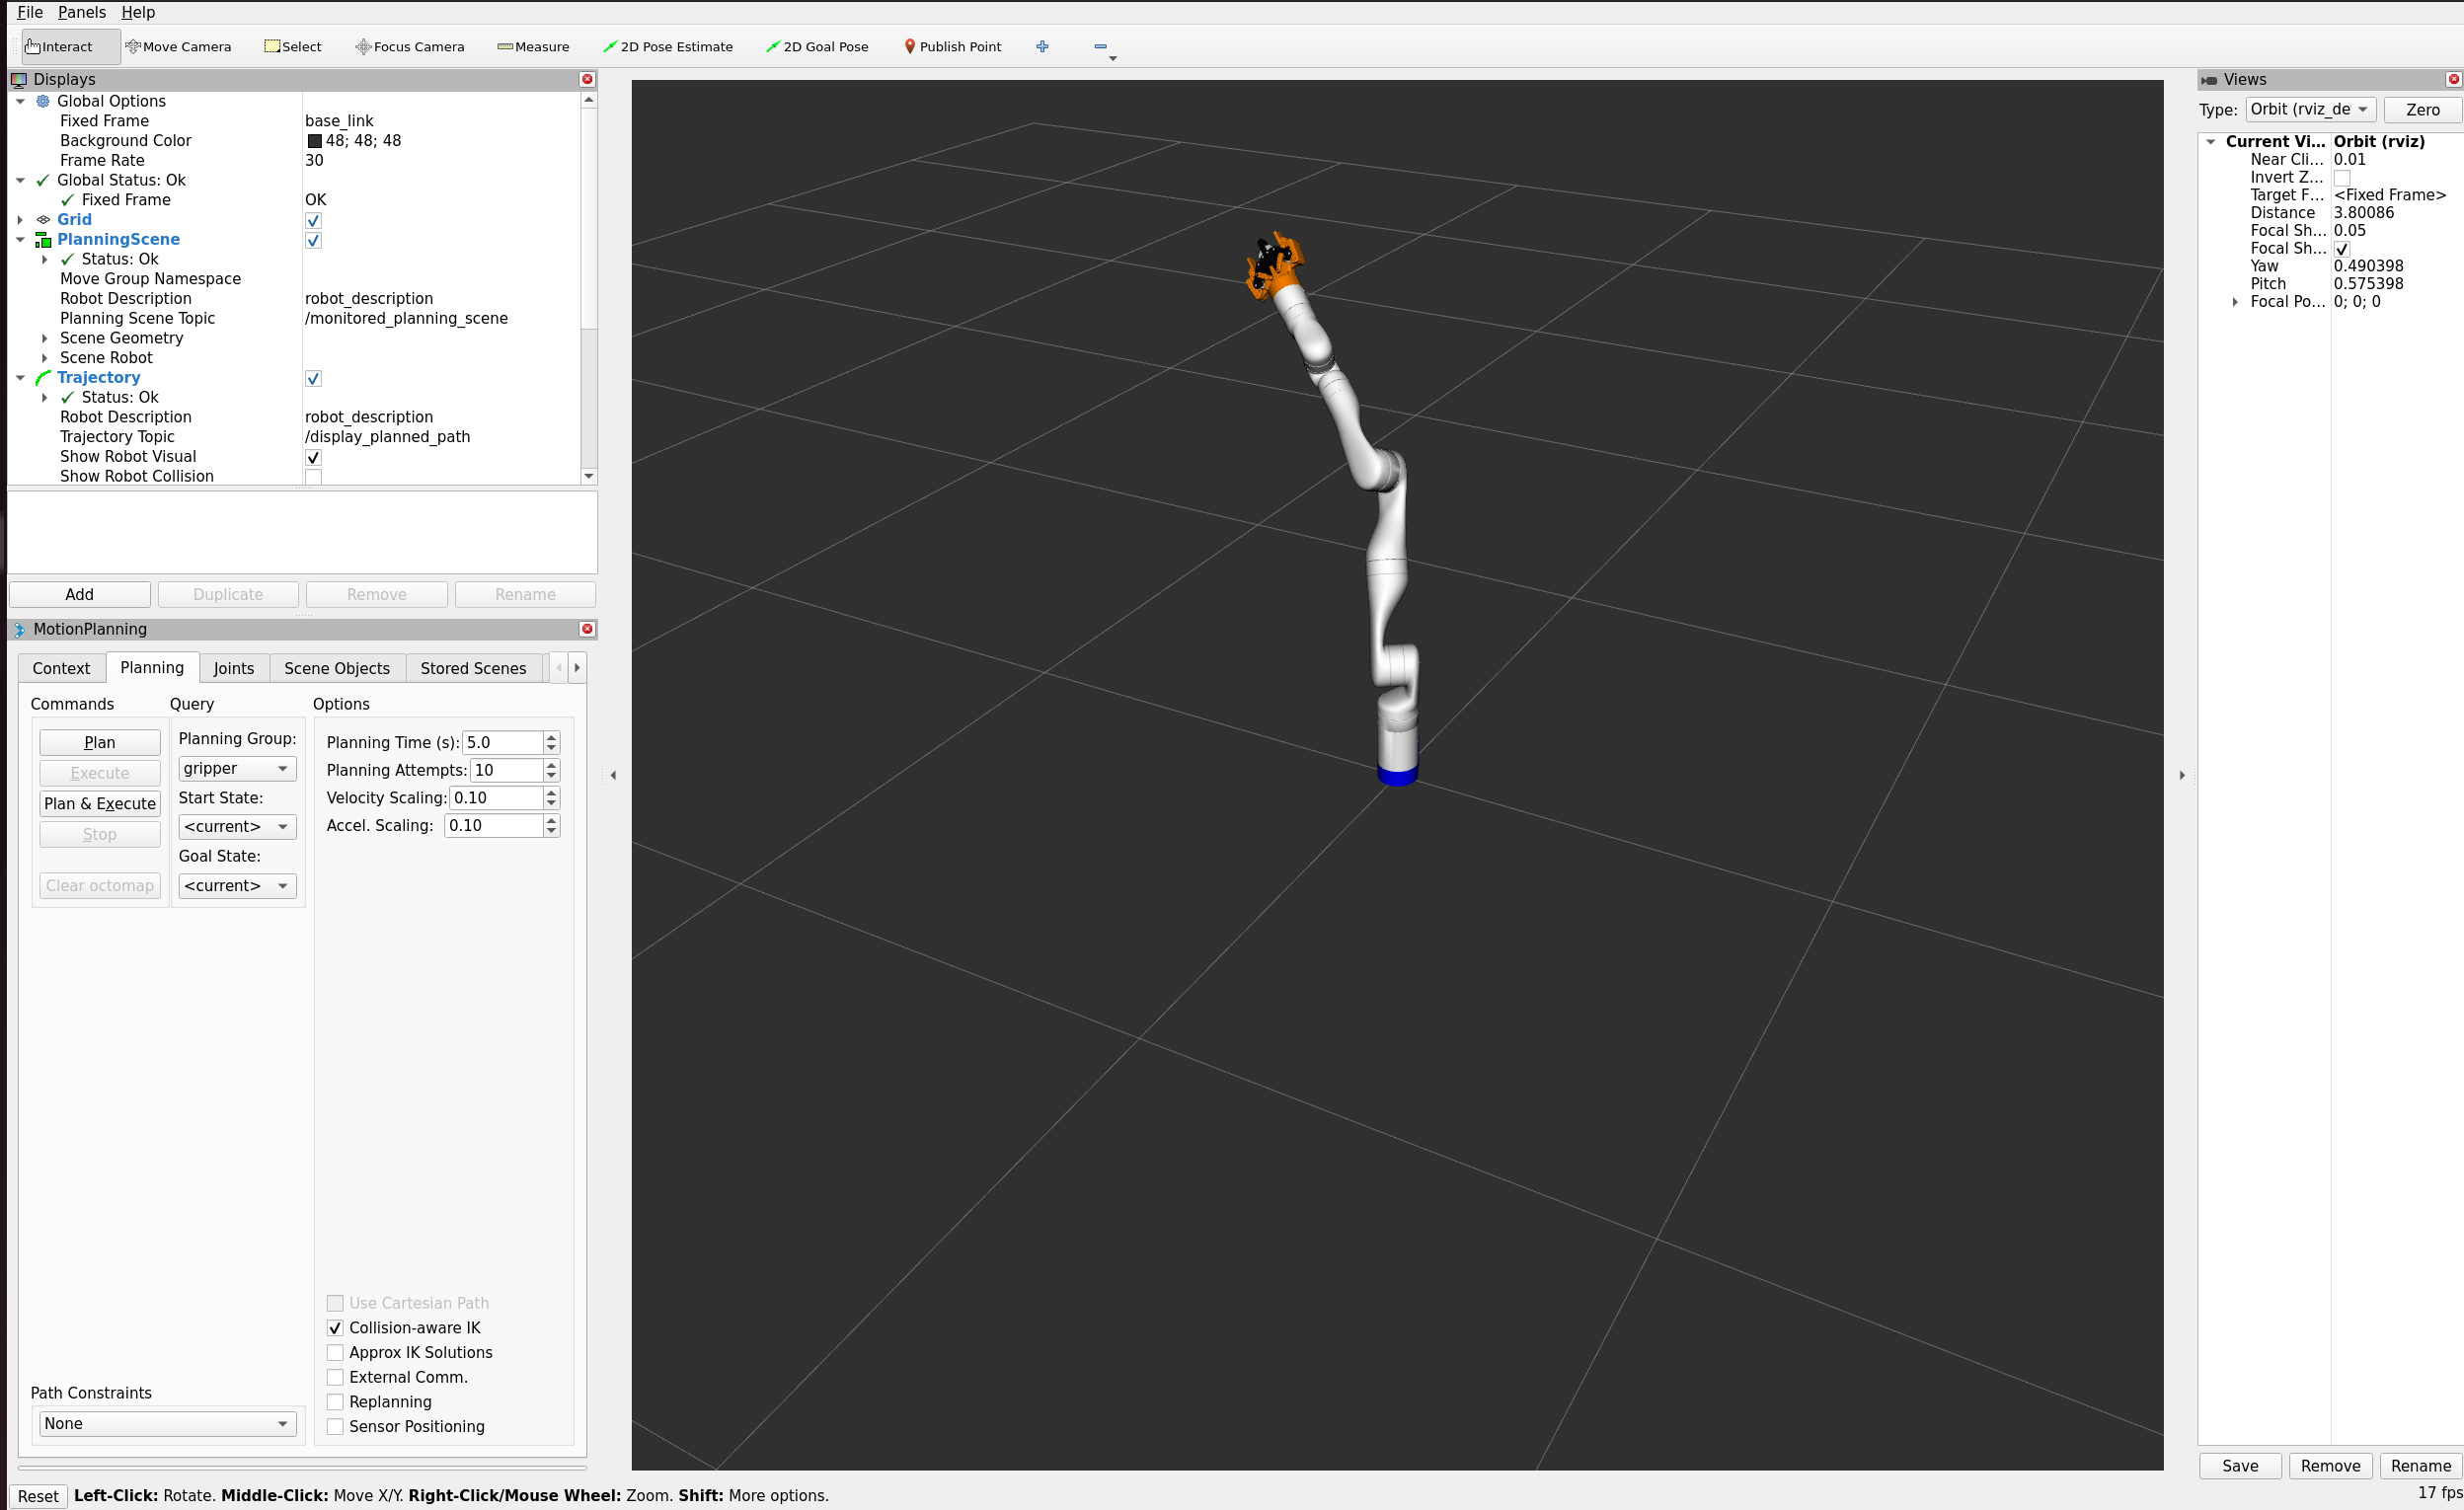 File Panels Help
Interact Move Camera Select Focus Camera Measure 2D Pose Estimate 2D Goal Pose Publish Point
Displays
Global Options
Fixed Frame base_link
Background Color 48; 48; 48
Frame Rate 30
Global Status: Ok
Fixed Frame OK
Grid
PlanningScene
Status: Ok
Move Group Namespace
Robot Description robot_description
Planning Scene Topic /monitored_planning_scene
Scene Geometry
Scene Robot
Trajectory
Status: Ok
Robot Description robot_description
Trajectory Topic /display_planned_path
Show Robot Visual
Show Robot Collision
Add Duplicate Remove Rename
MotionPlanning
Context Planning Joints Scene Objects Stored Scenes
Commands Query Options
Plan
Execute
Plan & Execute
Stop
Clear octomap
Planning Group:
gripper
Start State:
<current>
Goal State:
<current>
Planning Time (s): 5.0
Planning Attempts: 10
Velocity Scaling: 0.10
Accel. Scaling: 0.10
Use Cartesian Path
Collision-aware IK
Approx IK Solutions
External Comm.
Replanning
Sensor Positioning
Path Constraints
None
Views
Type: Orbit (rviz_de Zero
Current Vi... Orbit (rviz)
Near Cli... 0.01
Invert Z...
Target F... <Fixed Frame>
Distance 3.80086
Focal Sh... 0.05
Focal Sh...
Yaw 0.490398
Pitch 0.575398
Focal Po... 0; 0; 0
Save Remove Rename
Reset Left-Click: Rotate. Middle-Click: Move X/Y. Right-Click/Mouse Wheel: Zoom. Shift: More options.
17 fps